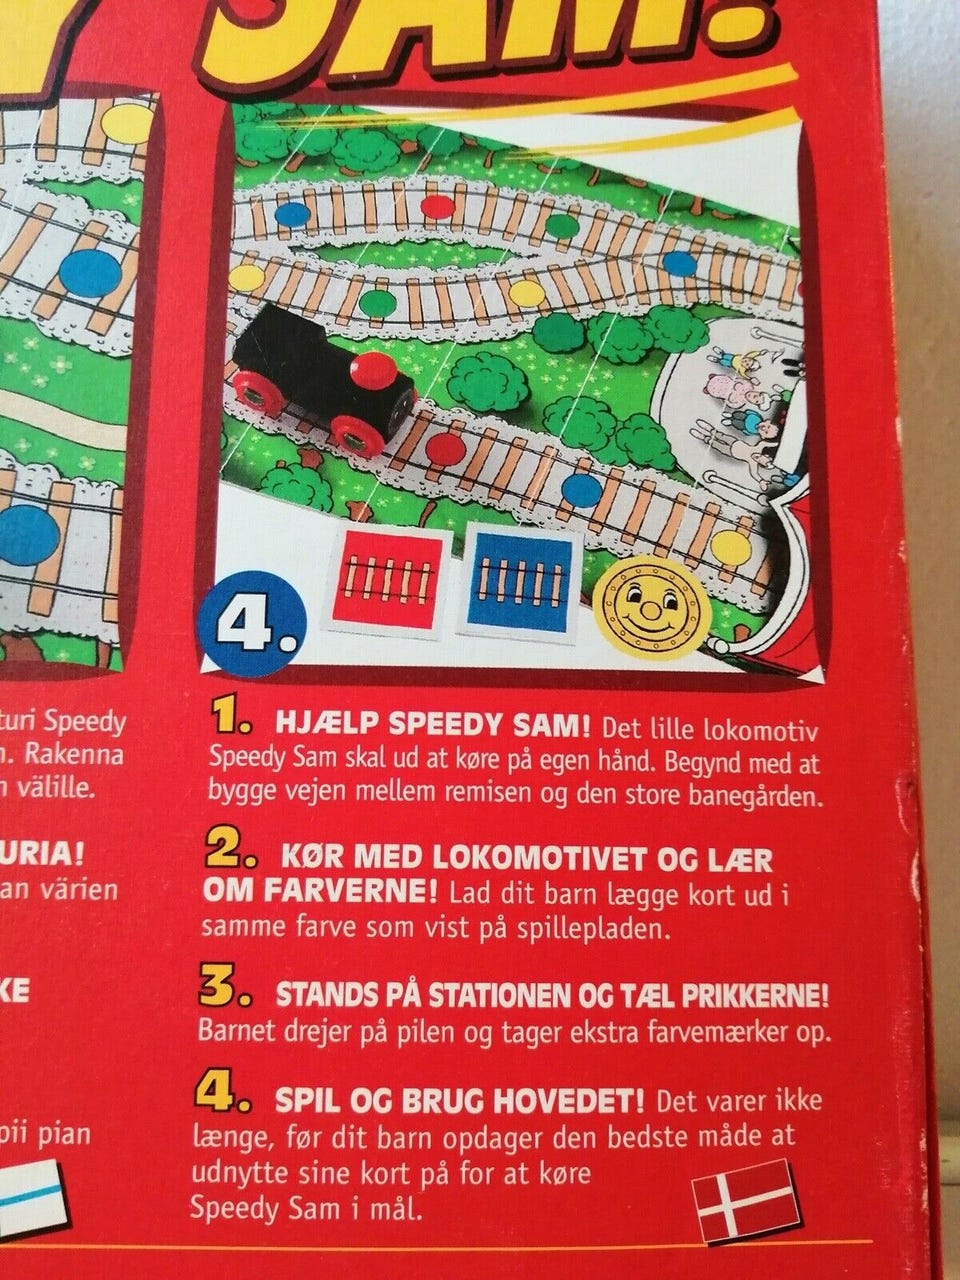 SAM!
4.
1. HJÆLP SPEEDY SAM! Det lille lokomotiv
Speedy Sam skal ud at køre på egen hånd. Begynd med at
bygge vejen mellem remisen og den store banegården.
2. KØR MED LOKOMOTIVET OG LÆR
OM FARVERNE! Lad dit barn lægge kort ud i
samme farve som vist på spillepladen.
3. STANDS PÅ STATIONEN OG TÆL PRIKKERNE!
Barnet drejer på pilen og tager ekstra farvemærker op.
4. SPIL OG BRUG HOVEDET! Det varer ikke
længe, før dit barn opdager den bedste måde at
udnytte sine kort på for at køre
Speedy Sam i mål.
turi Speedy
Rakenna
välille.
URIA!
an värien
KE
pii pian